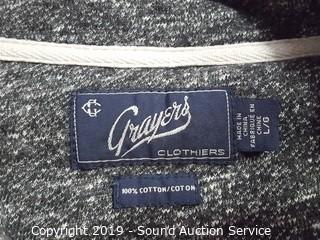 Grayers
CLOTHIERS
MADE IN
CHINA
FABRIQUÉ EN
CHINE
L/G
100% COTTON/COTON
Copyright 2019 - Sound Auction Service